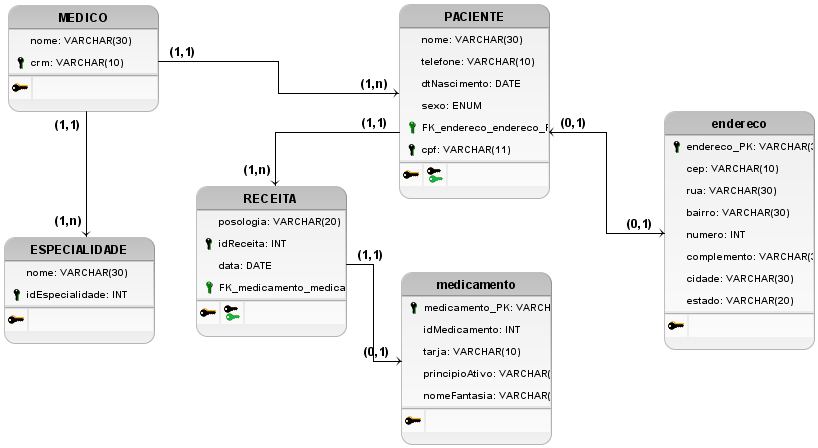 MEDICO
nome: VARCHAR(30)
crm: VARCHAR(10)
(1,1)
(1,n)
(1,1)
(1,n)
PACIENTE
nome: VARCHAR(30)
telefone: VARCHAR(10)
dtNascimento: DATE
sexo: ENUM
FK_endereco_endereco_F
cpf: VARCHAR(11)
(1,1)
(1,n)
(0,1)
(0,1)
endereco
endereco_PK: VARCHAR(3
cep: VARCHAR(10)
rua: VARCHAR(30)
bairro: VARCHAR(30)
numero: INT
complemento: VARCHAR(3
cidade: VARCHAR(30)
estado: VARCHAR(20)
ESPECIALIDADE
nome: VARCHAR(30)
idEspecialidade: INT
RECEITA
posologia: VARCHAR(20)
idReceita: INT
data: DATE
FK_medicamento_medica
(1,1)
(0,1)
medicamento
medicamento_PK: VARCH
idMedicamento: INT
tarja: VARCHAR(10)
principioAtivo: VARCHAR(
nomeFantasia: VARCHAR(